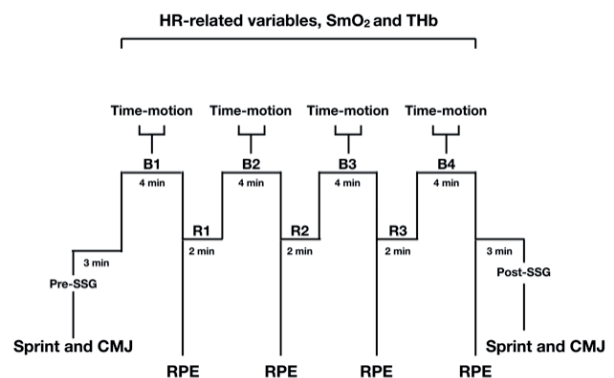 HR-related variables, SmO₂ and THb
Time-motion Time-motion Time-motion Time-motion
B1 B2 B3 B4
4 min 4 min 4 min 4 min
R1 R2 R3
3 min 2 min 2 min 2 min 3 min
Pre-SSG Post-SSG
Sprint and CMJ Sprint and CMJ
RPE RPE RPE RPE